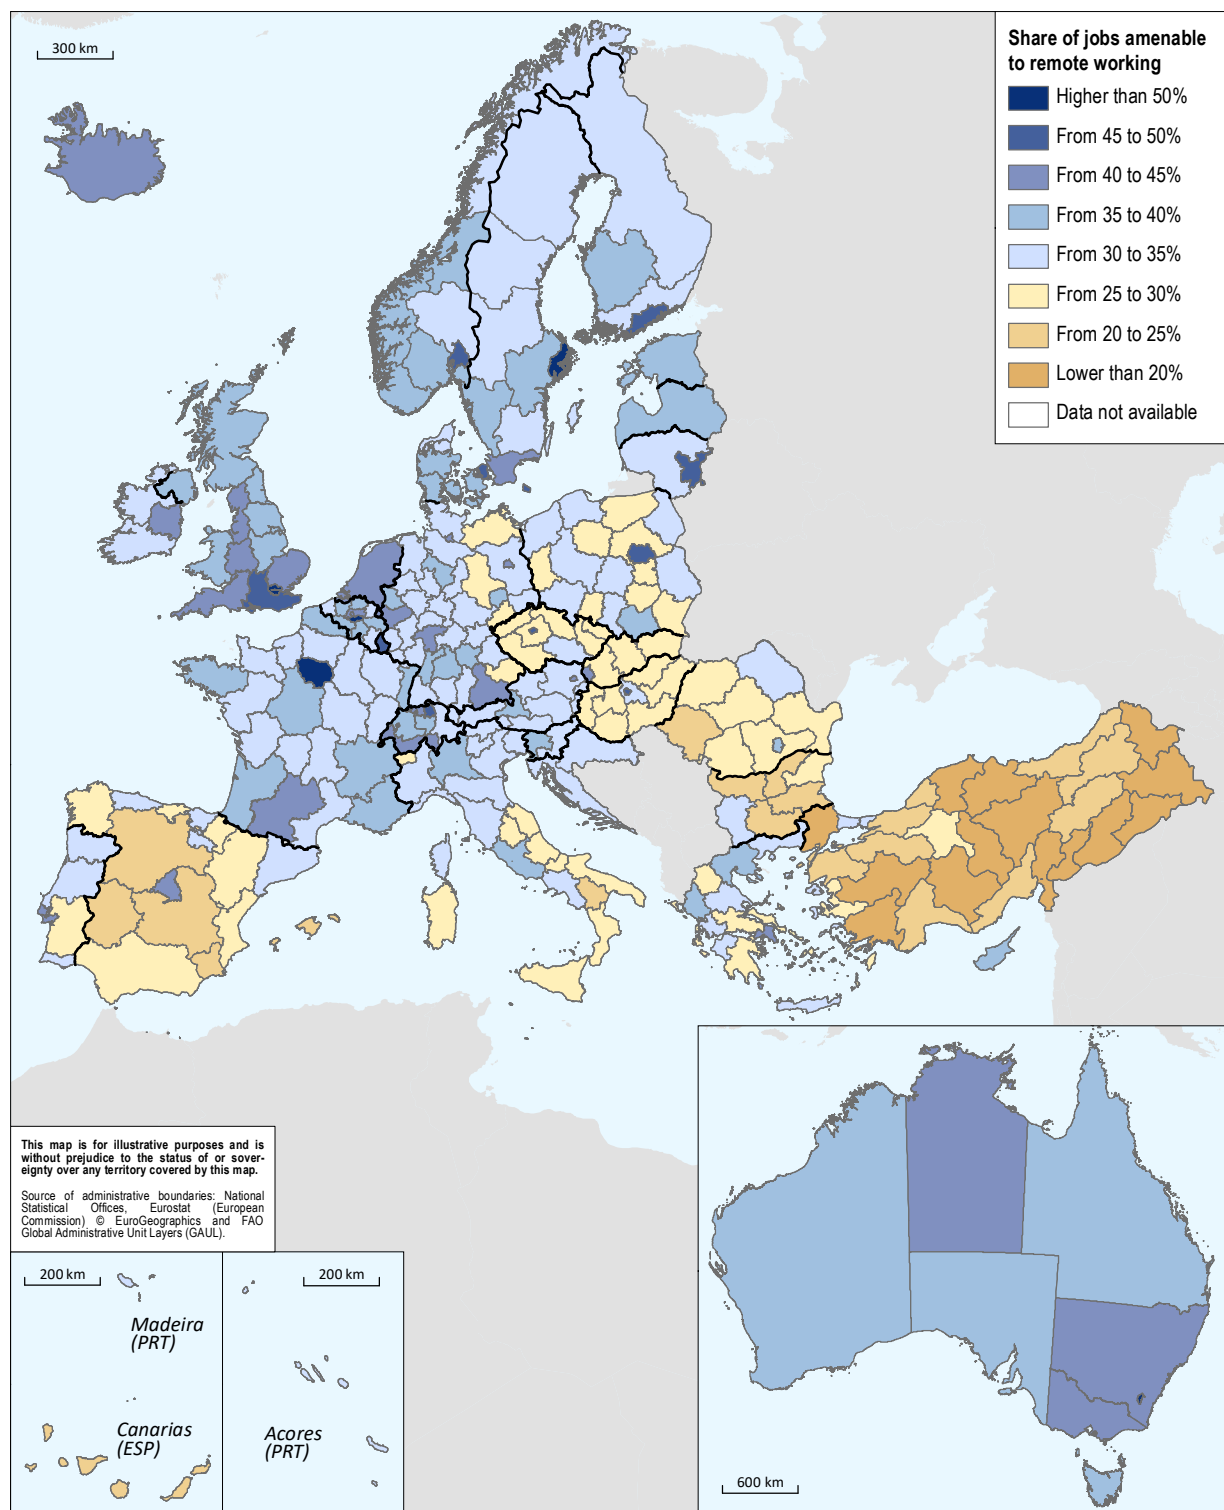 300 km
Share of jobs amenable
to remote working
Higher than 50%
From 45 to 50%
From 40 to 45%
From 35 to 40%
From 30 to 35%
From 25 to 30%
From 20 to 25%
Lower than 20%
Data not available
This map is for illustrative purposes and is
without prejudice to the status of or sover-
eignty over any territory covered by this map.
Source of administrative boundaries: National
Statistical Offices, Eurostat (European
Commission) © EuroGeographics and FAO
Global Administrative Unit Layers (GAUL).
200 km
Madeira
(PRT)
Canarias
(ESP)
200 km
Acores
(PRT)
600 km